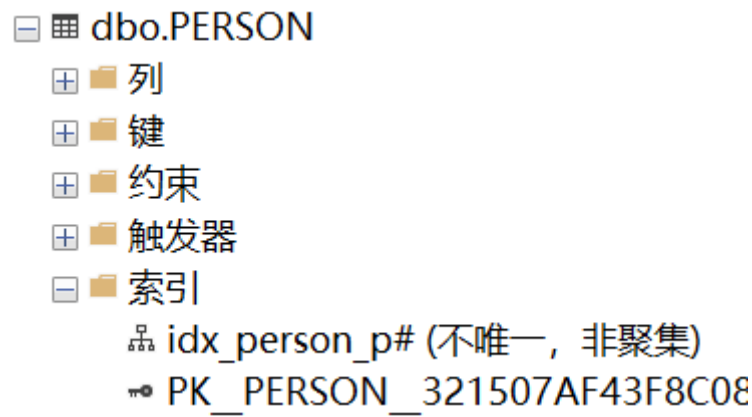 dbo.PERSON
列
键
约束
触发器
索引
idx_person_p# (不唯一，非聚集)
PK__PERSON__321507AF43F8C08